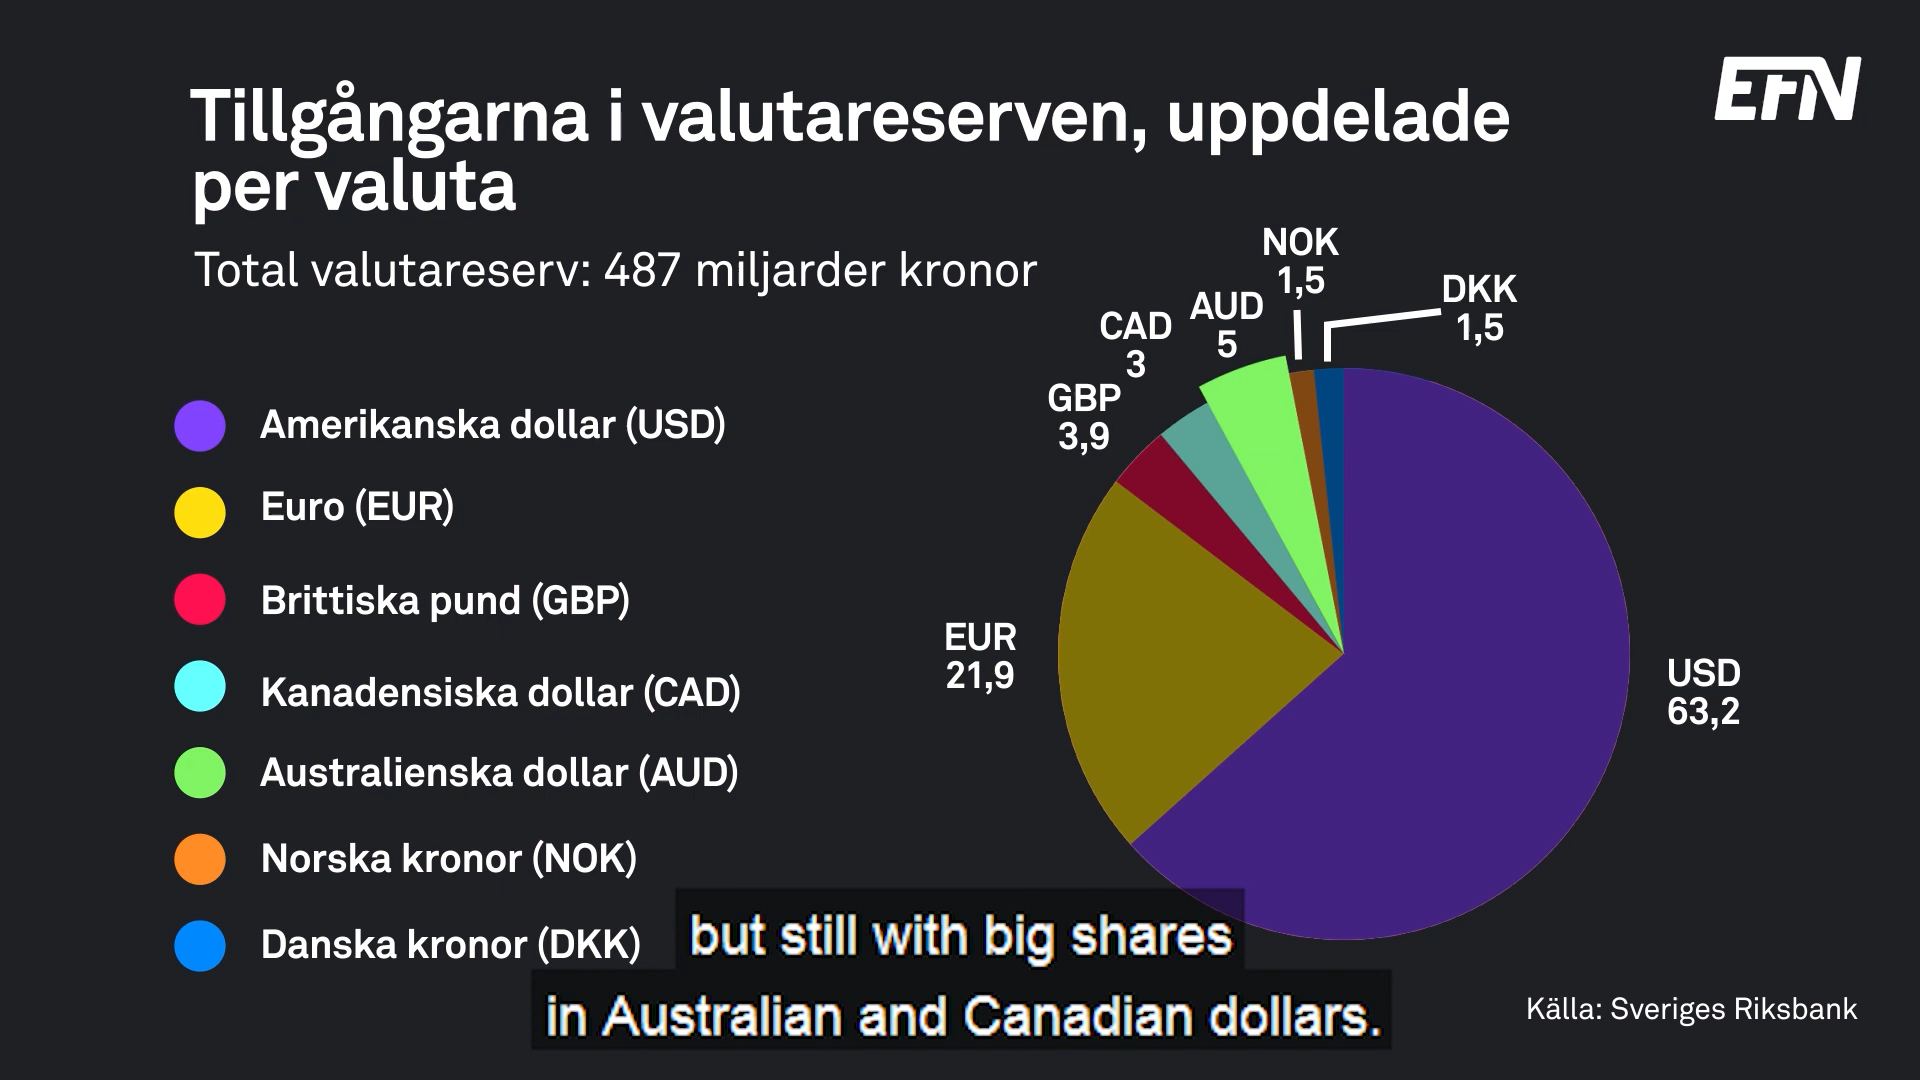 EFN
Tillgångarna i valutareserven, uppdelade
per valuta
Total valutareserv: 487 miljarder kronor
NOK
1,5
DKK
1,5
AUD
5
CAD
3
GBP
3,9
EUR
21,9
USD
63,2
Amerikanska dollar (USD)
Euro (EUR)
Brittiska pund (GBP)
Kanadensiska dollar (CAD)
Australienska dollar (AUD)
Norska kronor (NOK)
Danska kronor (DKK)
but still with big shares
in Australian and Canadian dollars.
Källa: Sveriges Riksbank